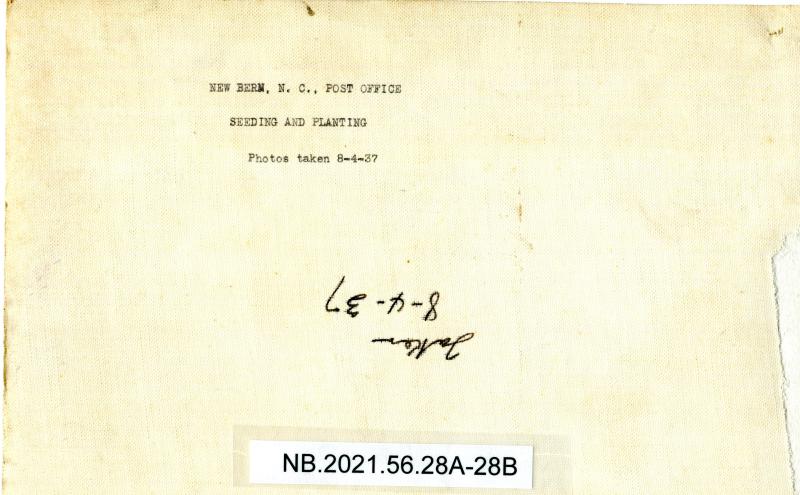 NEW BERN, N. C., POST OFFICE
SEEDING AND PLANTING
Photos taken 8-4-37
Taken
8-4-37
NB.2021.56.28A-28B